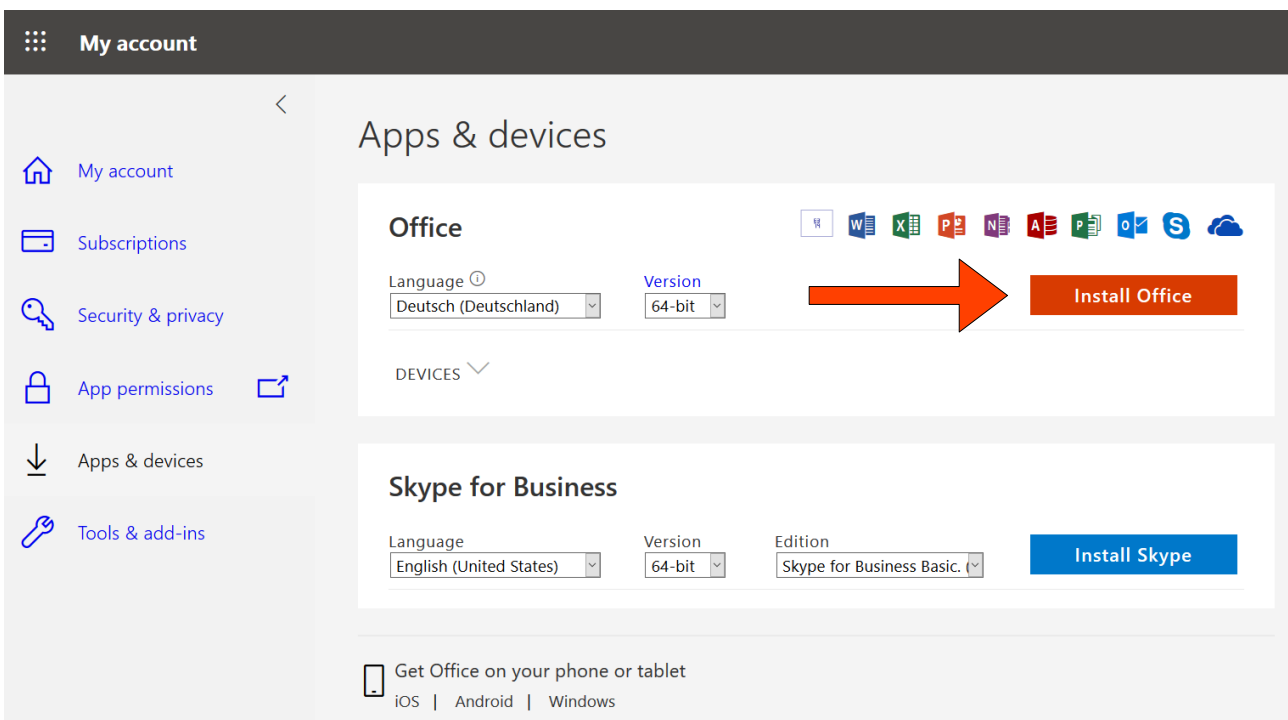 My account
My account
Subscriptions
Security & privacy
App permissions
Apps & devices
Tools & add-ins
Apps & devices
Office
Language
Version
Deutsch (Deutschland)
64-bit
Install Office
DEVICES
Skype for Business
Language
Version
Edition
English (United States)
64-bit
Skype for Business Basic. (
Install Skype
Get Office on your phone or tablet
iOS | Android | Windows